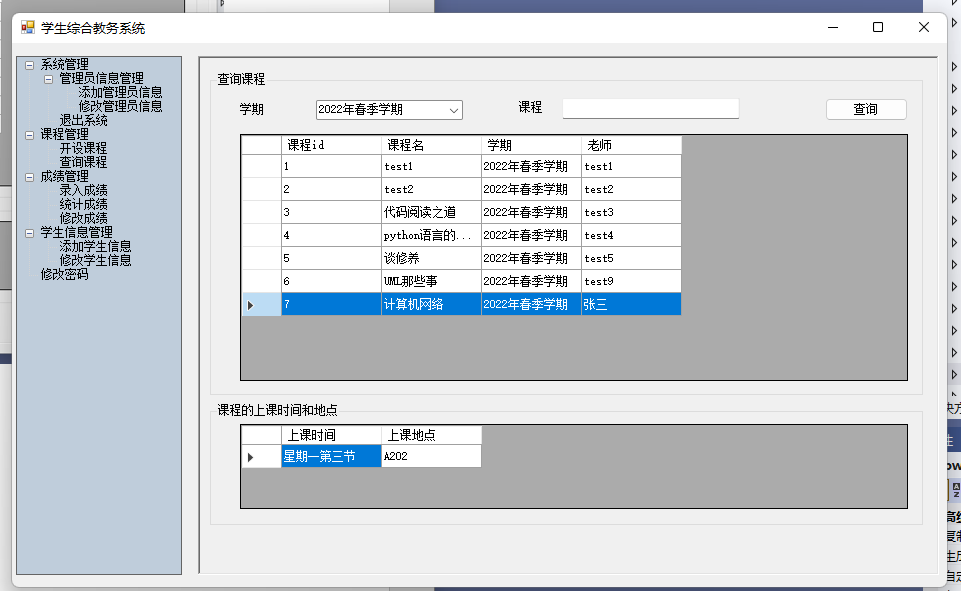 学生综合教务系统
系统管理
管理员信息管理
添加管理员信息
修改管理员信息
退出系统
课程管理
开设课程
查询课程
成绩管理
录入成绩
统计成绩
修改成绩
学生信息管理
添加学生信息
修改学生信息
修改密码
查询课程
学期 2022年春季学期 课程 查询
课程id 课程名 学期 老师
1 test1 2022年春季学期 test1
2 test2 2022年春季学期 test2
3 代码阅读之道 2022年春季学期 test3
4 python语言的... 2022年春季学期 test4
5 谈修养 2022年春季学期 test5
6 UML那些事 2022年春季学期 test9
7 计算机网络 2022年春季学期 张三
课程的上课时间和地点
上课时间 上课地点
星期一第三节 A202